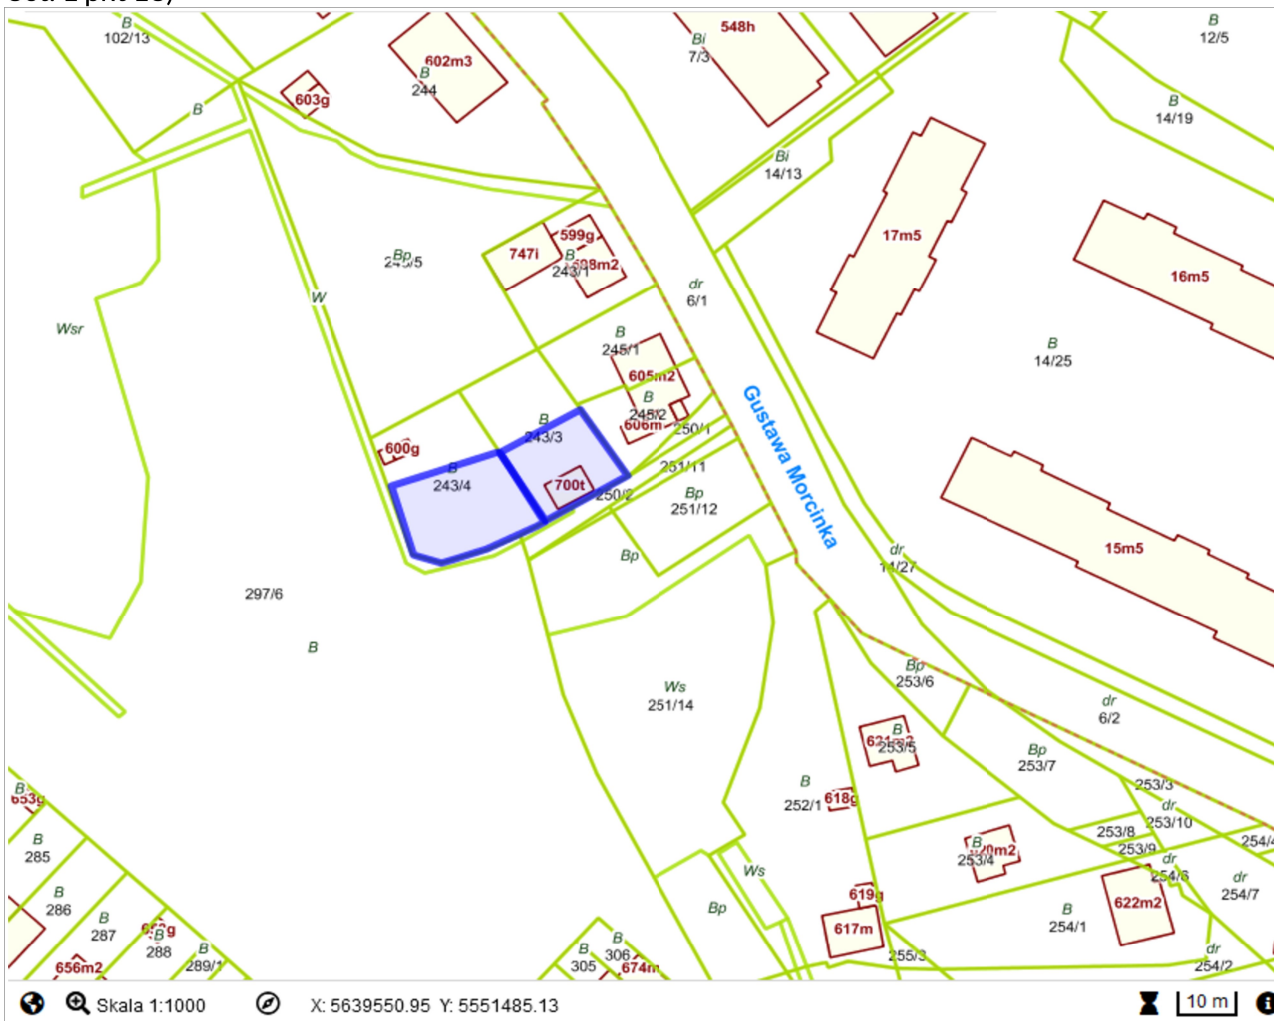 B
102/13
B
603g
602m3
B
244
548h
Bi
7/3
B
12/5
B
14/19
Bi
14/13
17m5
16m5
B
14/25
15m5
Wsr
W
Bp
747i
599g
B
243/1
dr
6/1
B
245/1
605m2
B
245/2
250/1
251/11
Gustawa Morcinka
600g
B
243/4
B
243/3
700t
250/2
Bp
251/12
Bp
dr
14/27
297/6
B
Ws
251/14
Bp
253/6
dr
6/2
B
253/5
Bp
253/7
253/3
dr
253/10
253/8
253/9
B
252/1
618g
B
253/4
dr
254/6
dr
254/7
Ws
Bp
619g
617m
255/3
B
254/1
622m2
dr
254/2
B
653g
B
285
B
286
B
287
B
288
B
289/1
656m2
B
305
B
306
674m
Skala 1:1000
X: 5639550.95 Y: 5551485.13
10 m